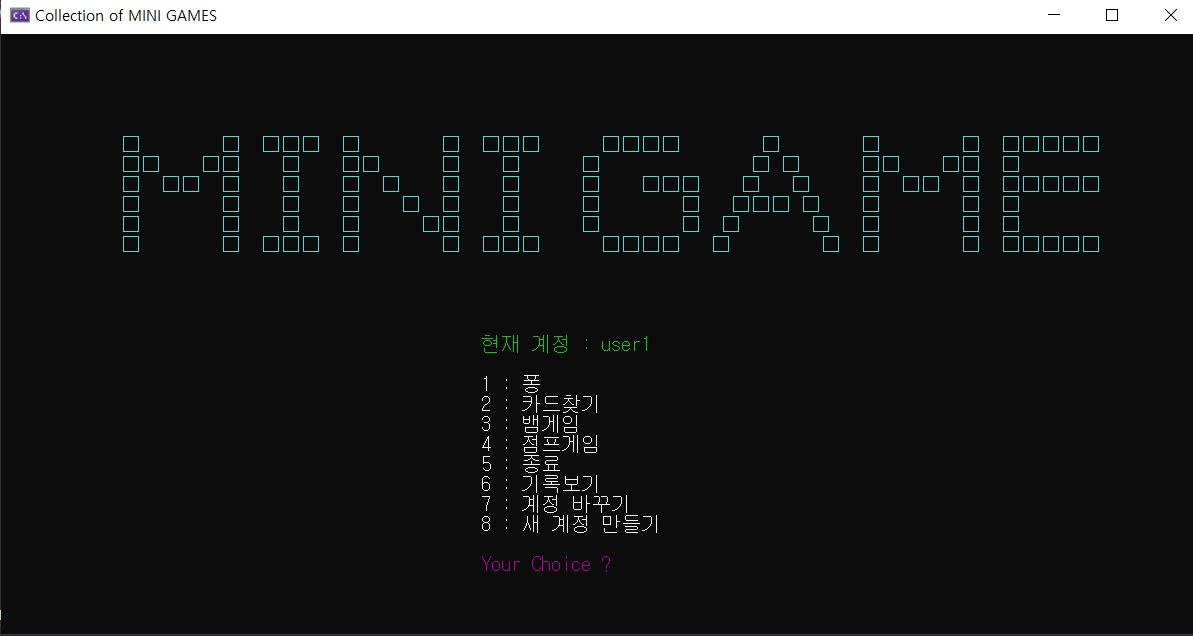 Collection of MINI GAMES
MINI GAME
현재 계정 : user1
1 : 퐁
2 : 카드찾기
3 : 뱀게임
4 : 점프게임
5 : 종료
6 : 기록보기
7 : 계정 바꾸기
8 : 새 계정 만들기
Your Choice ?